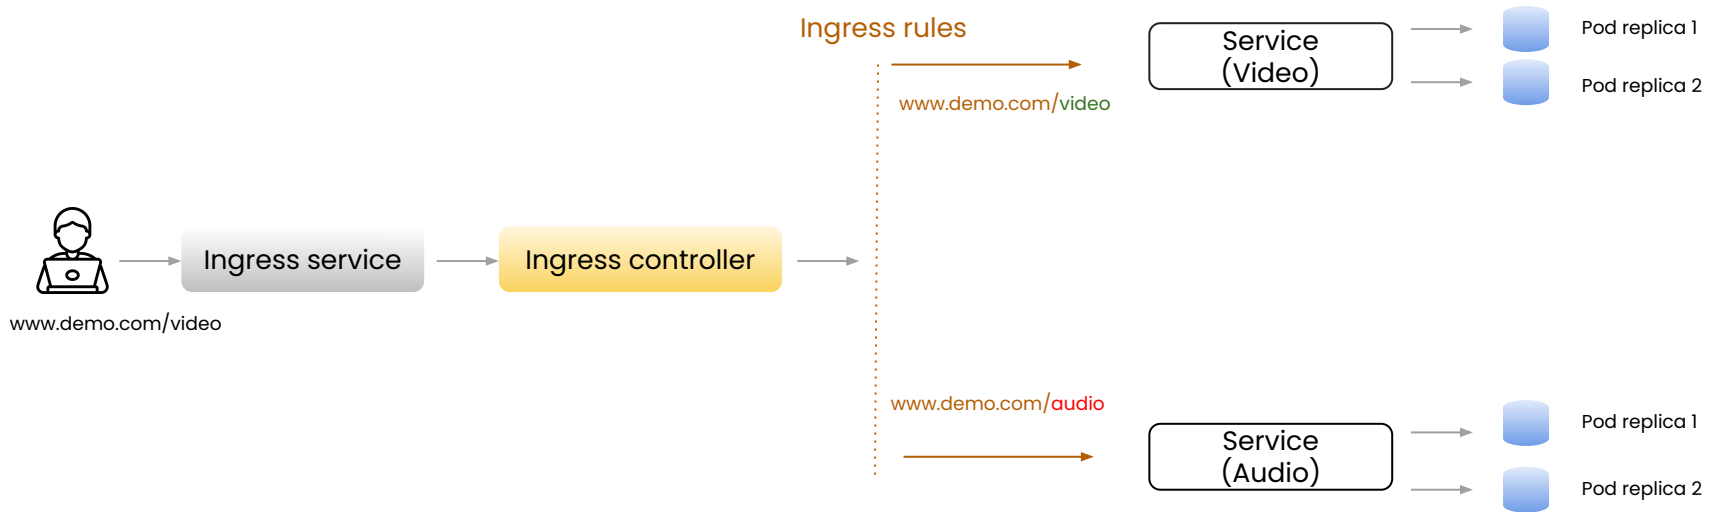 Ingress rules
Service
(Video)
Pod replica 1
Pod replica 2
www.demo.com/video
Ingress service
Ingress controller
www.demo.com/video
www.demo.com/audio
Service
(Audio)
Pod replica 1
Pod replica 2